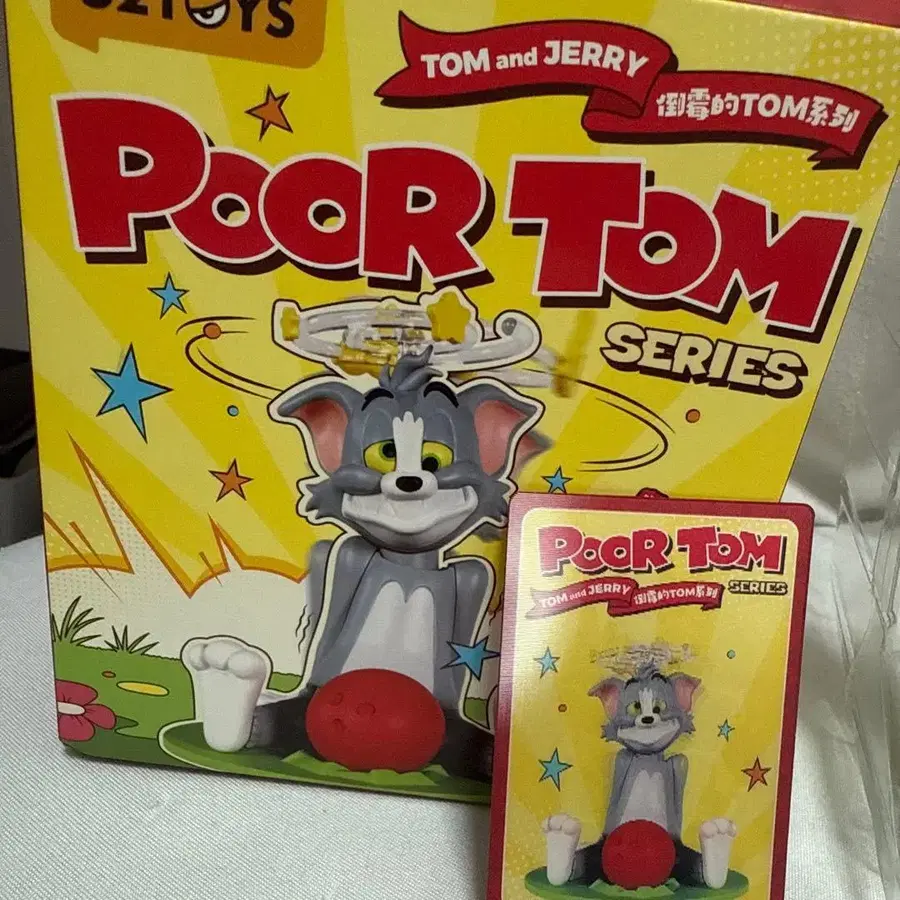 52TOYS
TOM and JERRY
倒霉的TOM系列
POOR TOM
SERIES
POOR TOM
SERIES
TOM and JERRY
倒霉的TOM系列